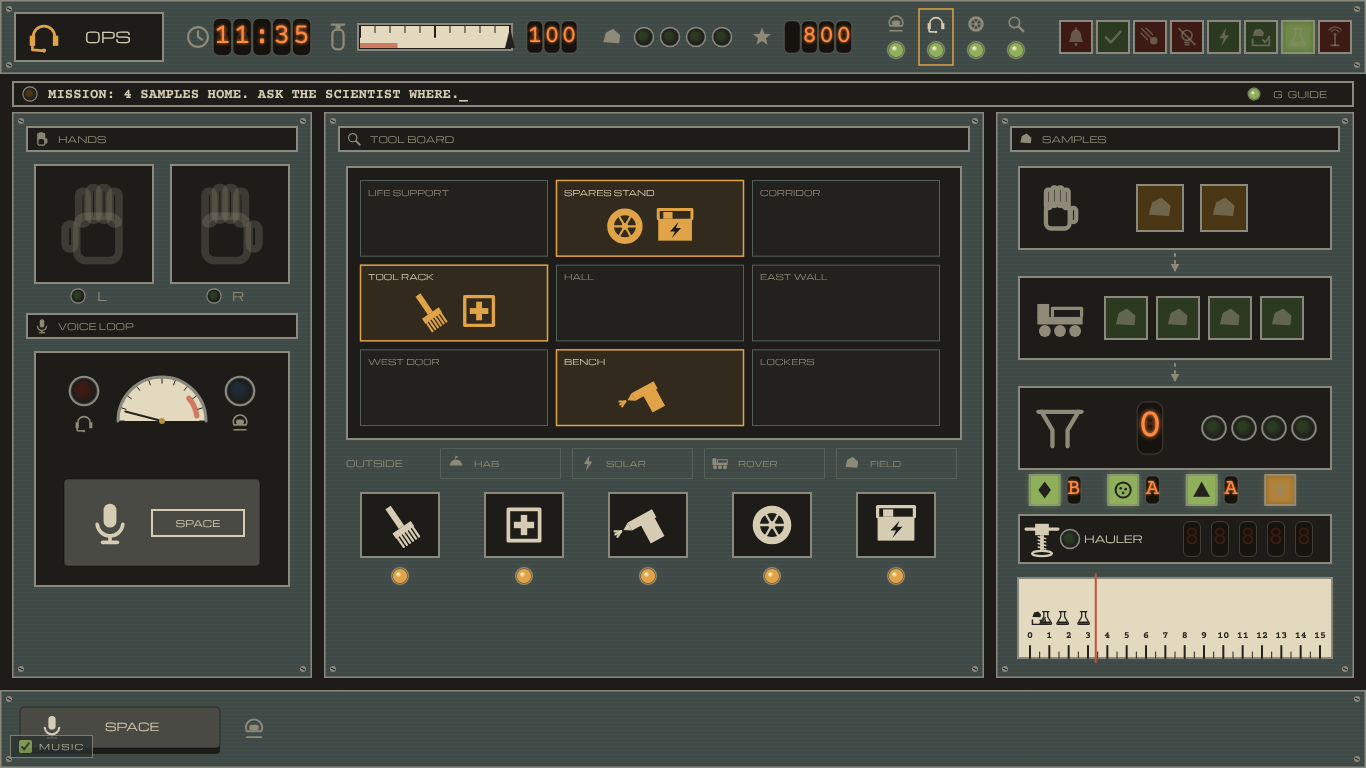 OPS
11:35
100
800
MISSION: 4 SAMPLES HOME. ASK THE SCIENTIST WHERE._
G GUIDE
HANDS
L
R
VOICE LOOP
SPACE
TOOL BOARD
LIFE SUPPORT
SPARES STAND
CORRIDOR
TOOL RACK
HALL
EAST WALL
WEST DOOR
BENCH
LOCKERS
OUTSIDE
HAB
SOLAR
ROVER
FIELD
SAMPLES
0
B
A
A
HAULER
0 1 2 3 4 5 6 7 8 9 10 11 12 13 14 15
SPACE
MUSIC